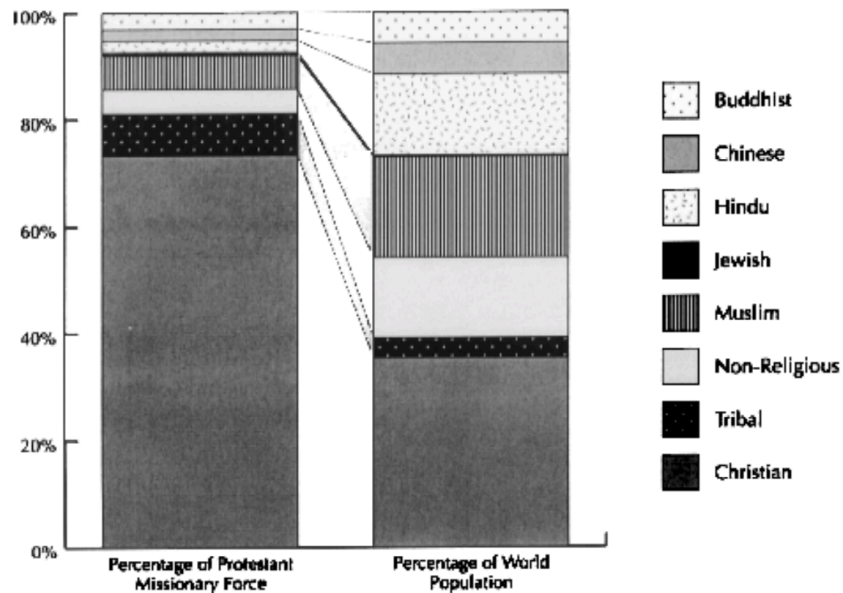 100%
80%
60%
40%
20%
0%
Percentage of Protestant
Missionary Force
Percentage of World
Population
Buddhist
Chinese
Hindu
Jewish
Muslim
Non-Religious
Tribal
Christian